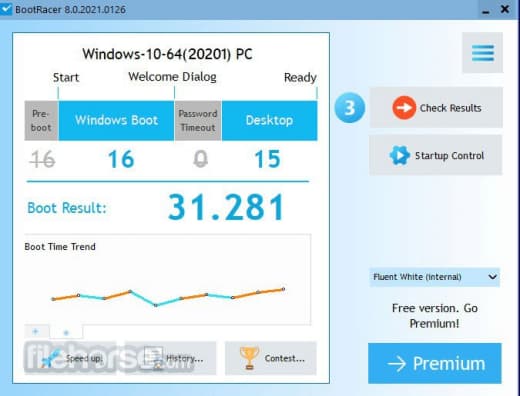 BootRacer 8.0.2021.0126
Windows-10-64(20201) PC
Start Welcome Dialog Ready
Pre-boot
Windows Boot
Password Timeout
Desktop
16 16 0 15
Boot Result: 31.281
Boot Time Trend
Speed up
History...
Contest...
3
Check Results
Startup Control
Fluent White (internal)
Free version. Go
Premium!
Premium
filehorse.com